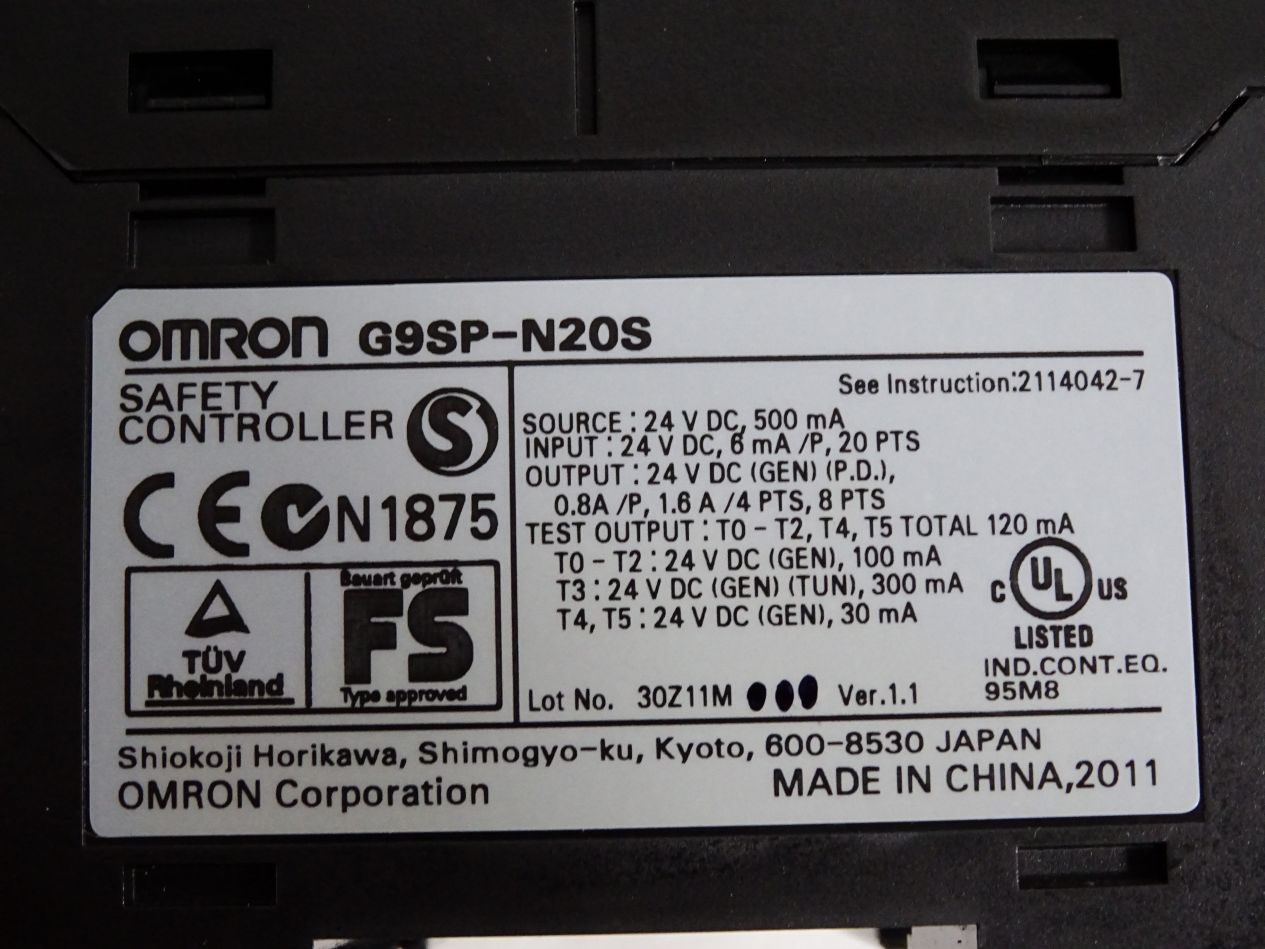 OMRON G9SP-N20S
SAFETY
CONTROLLER
S
CE N1875
TÜV
Rheinland
Bauart geprüft
FS
Type approved
See Instruction:2114042-7
SOURCE : 24 V DC, 500 mA
INPUT : 24 V DC, 6 mA /P, 20 PTS
OUTPUT : 24 V DC (GEN) (P.D.),
0.8A /P, 1.6 A /4 PTS, 8 PTS
TEST OUTPUT : T0 - T2, T4, T5 TOTAL 120 mA
T0 - T2 : 24 V DC (GEN), 100 mA
T3 : 24 V DC (GEN) (TUN), 300 mA
T4, T5 : 24 V DC (GEN), 30 mA
C UL US
LISTED
IND.CONT.EQ.
95M8
Lot No. 30Z11M Ver.1.1
Shiokoji Horikawa, Shimogyo-ku, Kyoto, 600-8530 JAPAN
OMRON Corporation MADE IN CHINA,2011